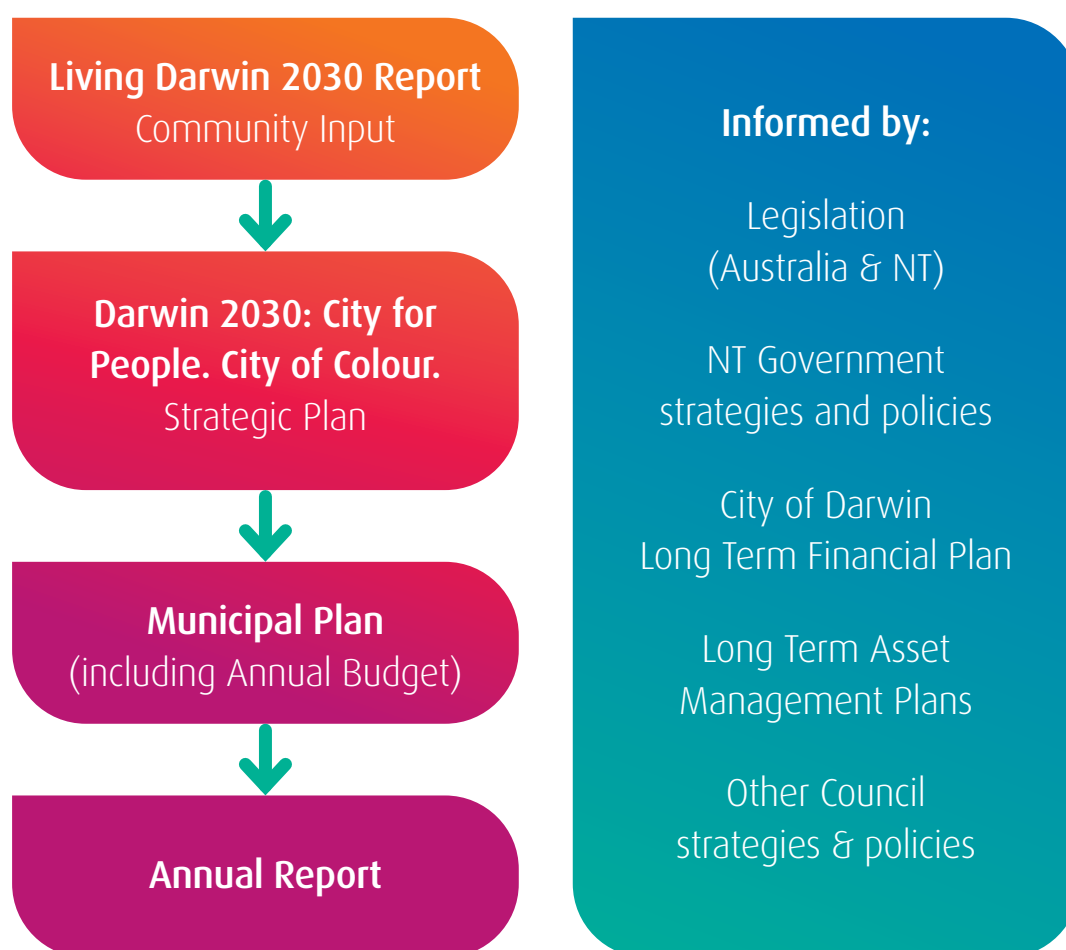 Living Darwin 2030 Report
Community Input
Darwin 2030: City for
People. City of Colour.
Strategic Plan
Municipal Plan
(including Annual Budget)
Annual Report
Informed by:
Legislation
(Australia & NT)
NT Government
strategies and policies
City of Darwin
Long Term Financial Plan
Long Term Asset
Management Plans
Other Council
strategies & policies